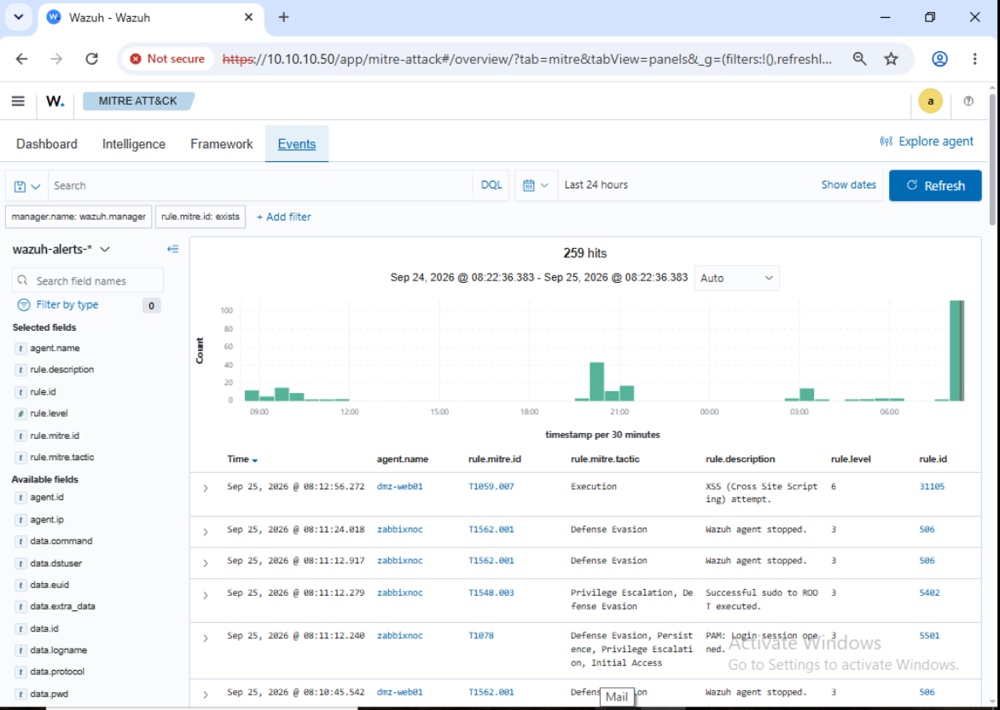 Wazuh - Wazuh
Not secure https://10.10.10.50/app/mitre-attack#/overview/?tab=mitre&tabView=panels&_g=(filters:!(),refreshI...
W. MITRE ATT&CK a
Dashboard Intelligence Framework Events Explore agent
Search DQL Last 24 hours Show dates Refresh
manager.name: wazuh.manager rule.mitre.id: exists + Add filter
wazuh-alerts-*
Search field names
Filter by type 0
Selected fields
t agent.name
t rule.description
t rule.id
# rule.level
t rule.mitre.id
t rule.mitre.tactic
Available fields
t agent.id
t agent.ip
t data.command
t data.dstuser
t data.euid
t data.extra_data
t data.id
t data.logname
t data.protocol
t data.pwd
259 hits
Sep 24, 2026 @ 08:22:36.383 - Sep 25, 2026 @ 08:22:36.383 Auto
Count
100
80
60
40
20
0
09:00 12:00 15:00 18:00 21:00 00:00 03:00 06:00
timestamp per 30 minutes
Time agent.name rule.mitre.id rule.mitre.tactic rule.description rule.level rule.id
Sep 25, 2026 @ 08:12:56.272 dmz-web01 T1059.007 Execution XSS (Cross Site Script 6 31105
ing) attempt.
Sep 25, 2026 @ 08:11:24.018 zabbixnoc T1562.001 Defense Evasion Wazuh agent stopped. 3 506
Sep 25, 2026 @ 08:11:12.917 zabbixnoc T1562.001 Defense Evasion Wazuh agent stopped. 3 506
Sep 25, 2026 @ 08:11:12.279 zabbixnoc T1548.003 Privilege Escalation, De Successful sudo to ROO 3 5402
fense Evasion T executed.
Sep 25, 2026 @ 08:11:12.240 zabbixnoc T1078 Defense Evasion, Persist PAM: Login session ope 3 5501
ence, Privilege Escalati ned.
on, Initial Access
Activate Windows
Go to Settings to activate Windows.
Sep 25, 2026 @ 08:10:45.542 dmz-web01 T1562.001 Wazuh agent stopped. 3 506
Mail